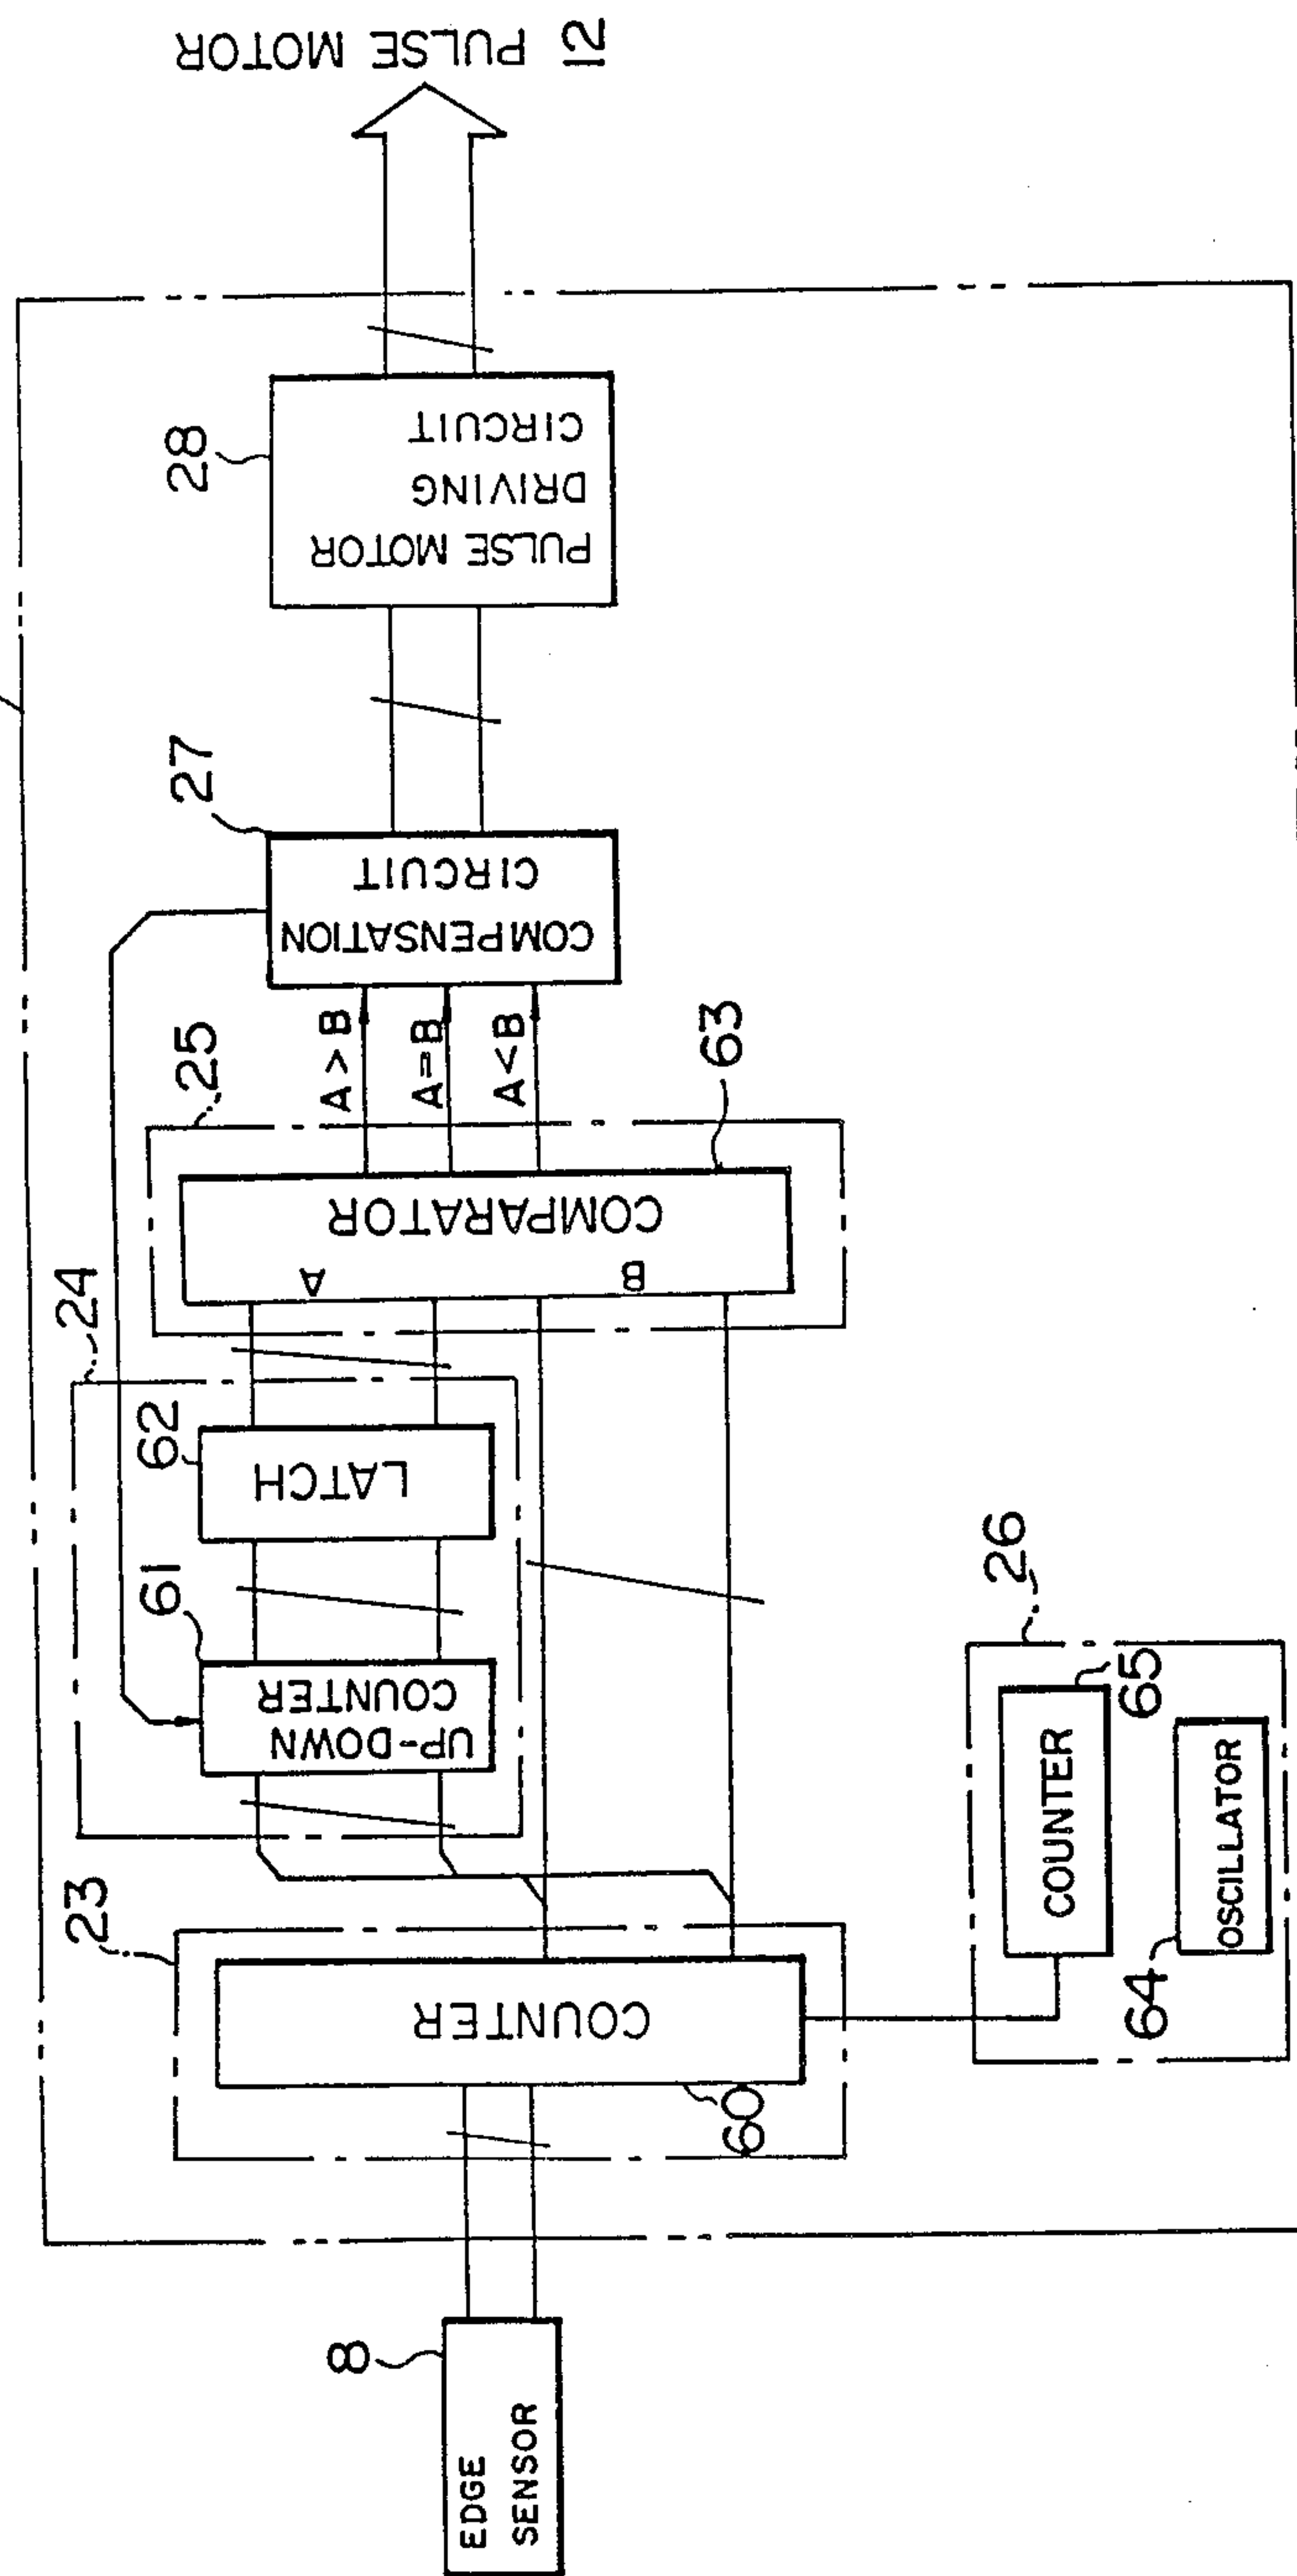 8
EDGE
SENSOR
23
COUNTER
60
24
61
UP-DOWN
COUNTER
62
LATCH
25
A
B
COMPARATOR
63
A > B
A = B
A < B
27
COMPENSATION
CIRCUIT
28
PULSE MOTOR
DRIVING
CIRCUIT
12 PULSE MOTOR
26
COUNTER
65
64
OSCILLATOR